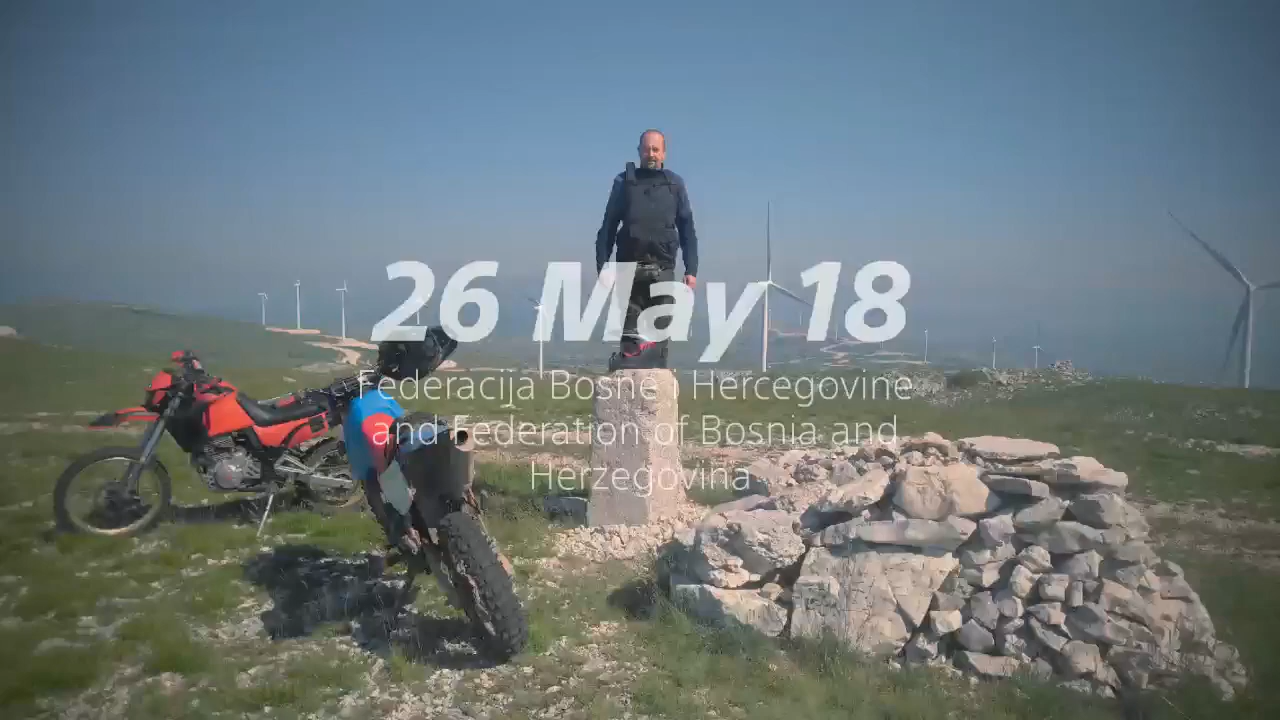 26 May 18
Federacija Bosne i Hercegovine
and Federation of Bosnia and
Herzegovina